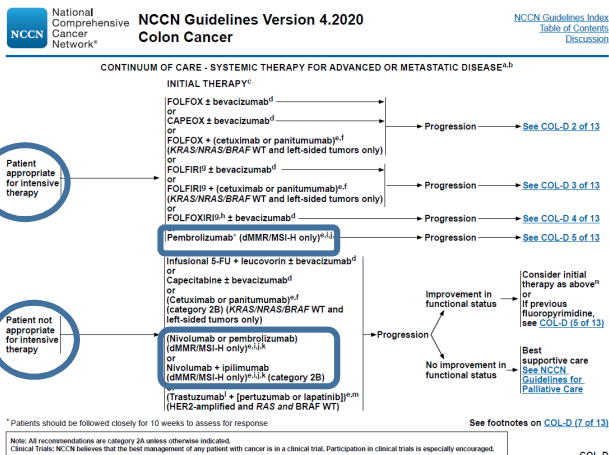 National
Comprehensive
Cancer
Network®
NCCN
NCCN Guidelines Version 4.2020
Colon Cancer
NCCN Guidelines Index
Table of Contents
Discussion
CONTINUUM OF CARE - SYSTEMIC THERAPY FOR ADVANCED OR METASTATIC DISEASEa,b
INITIAL THERAPYc
Patient
appropriate
for intensive
therapy
FOLFOX ± bevacizumabd
or
CAPEOX ± bevacizumabd
or
FOLFOX + (cetuximab or panitumumab)e,f
(KRAS/NRAS/BRAF WT and left-sided tumors only)
or
FOLFIRIg ± bevacizumabd
or
FOLFIRIg + (cetuximab or panitumumab)e,f
(KRAS/NRAS/BRAF WT and left-sided tumors only)
or
FOLFOXIRIg,h ± bevacizumabd
Pembrolizumab* (dMMR/MSI-H only)e,i,j,
Progression
See COL-D 2 of 13
Progression
See COL-D 3 of 13
Progression
See COL-D 4 of 13
Progression
See COL-D 5 of 13
Patient not
appropriate
for intensive
therapy
Infusional 5-FU + leucovorin ± bevacizumabd
or
Capecitabine ± bevacizumabd
or
(Cetuximab or panitumumab)e,f
(category 2B) (KRAS/NRAS/BRAF WT and
left-sided tumors only)
(Nivolumab or pembrolizumab)
(dMMR/MSI-H only)e,i,j,k
or
Nivolumab + ipilimumab
(dMMR/MSI-H only)e,i,j,k (category 2B)
or
(Trastuzumabl + [pertuzumab or lapatinib])e,m
(HER2-amplified and RAS and BRAF WT)
Progression
Improvement in
functional status
Consider initial
therapy as aboven
or
If previous
fluoropyrimidine,
see COL-D (5 of 13)
No improvement in
functional status
Best
supportive care
See NCCN
Guidelines for
Palliative Care
* Patients should be followed closely for 10 weeks to assess for response
See footnotes on COL-D (7 of 13)
Note: All recommendations are category 2A unless otherwise indicated.
Clinical Trials: NCCN believes that the best management of any patient with cancer is in a clinical trial. Participation in clinical trials is especially encouraged.